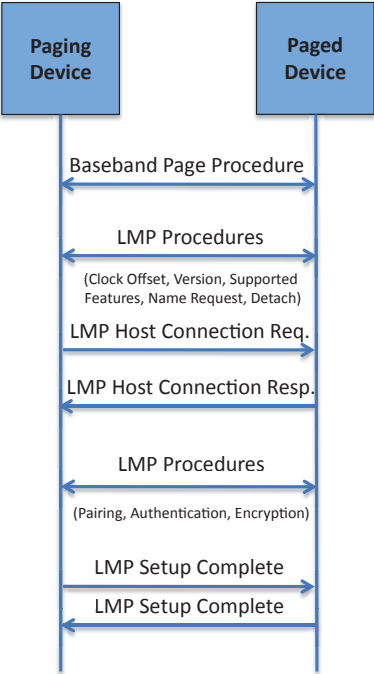 Paging
Device
Paged
Device
Baseband Page Procedure
LMP Procedures
(Clock Offset, Version, Supported
Features, Name Request, Detach)
LMP Host Connection Req.
LMP Host Connection Resp.
LMP Procedures
(Pairing, Authentication, Encryption)
LMP Setup Complete
LMP Setup Complete